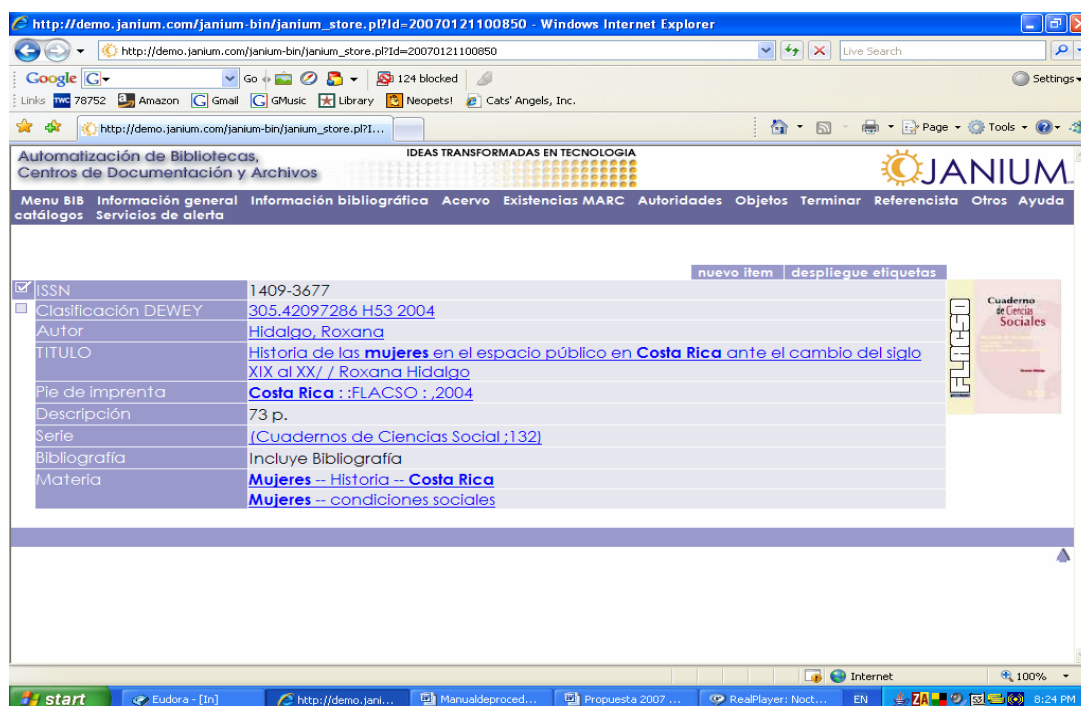 http://demo.janium.com/janium-bin/janium_store.pl?Id=20070121100850 - Windows Internet Explorer
http://demo.janium.com/janium-bin/janium_store.pl?Id=20070121100850 Live Search
Google G Go 124 blocked Settings
Links TWC 78752 Amazon Gmail GMusic Library Neopets! Cats' Angels, Inc.
http://demo.janium.com/janium-bin/janium_store.pl?I... Page Tools
Automatización de Bibliotecas,
Centros de Documentación y Archivos
IDEAS TRANSFORMADAS EN TECNOLOGIA
JANIUM.
Menu BIB Información general Información bibliográfica Acervo Existencias MARC Autoridades Objetos Terminar Referencista Otros Ayuda
catálogos Servicios de alerta
nuevo item despliegue etiquetas
ISSN 1409-3677
Clasificación DEWEY 305.42097286 H53 2004
Autor Hidalgo, Roxana
TITULO Historia de las mujeres en el espacio público en Costa Rica ante el cambio del siglo
XIX al XX/ / Roxana Hidalgo
Pie de imprenta Costa Rica : :FLACSO : ,2004
Descripción 73 p.
Serie (Cuadernos de Ciencias Social ;132)
Bibliografía Incluye Bibliografía
Materia Mujeres -- Historia -- Costa Rica
Mujeres -- condiciones sociales
FLACSO
Cuaderno
de Ciencias
Sociales
Internet 100%
start Eudora - [In] http://demo.jani... Manualdeproced... Propuesta 2007 ... RealPlayer: Noct... EN 8:24 PM